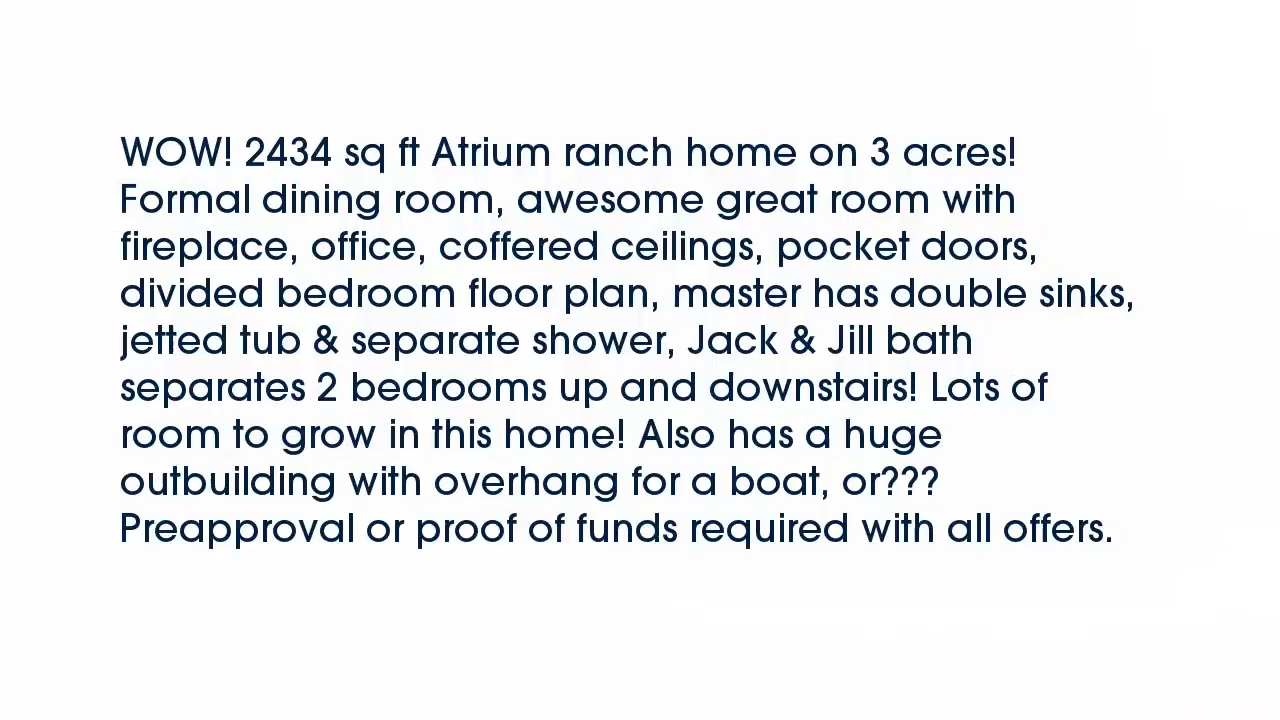 WOW! 2434 sq ft Atrium ranch home on 3 acres!
Formal dining room, awesome great room with
fireplace, office, coffered ceilings, pocket doors,
divided bedroom floor plan, master has double sinks,
jetted tub & separate shower, Jack & Jill bath
separates 2 bedrooms up and downstairs! Lots of
room to grow in this home! Also has a huge
outbuilding with overhang for a boat, or???
Preapproval or proof of funds required with all offers.